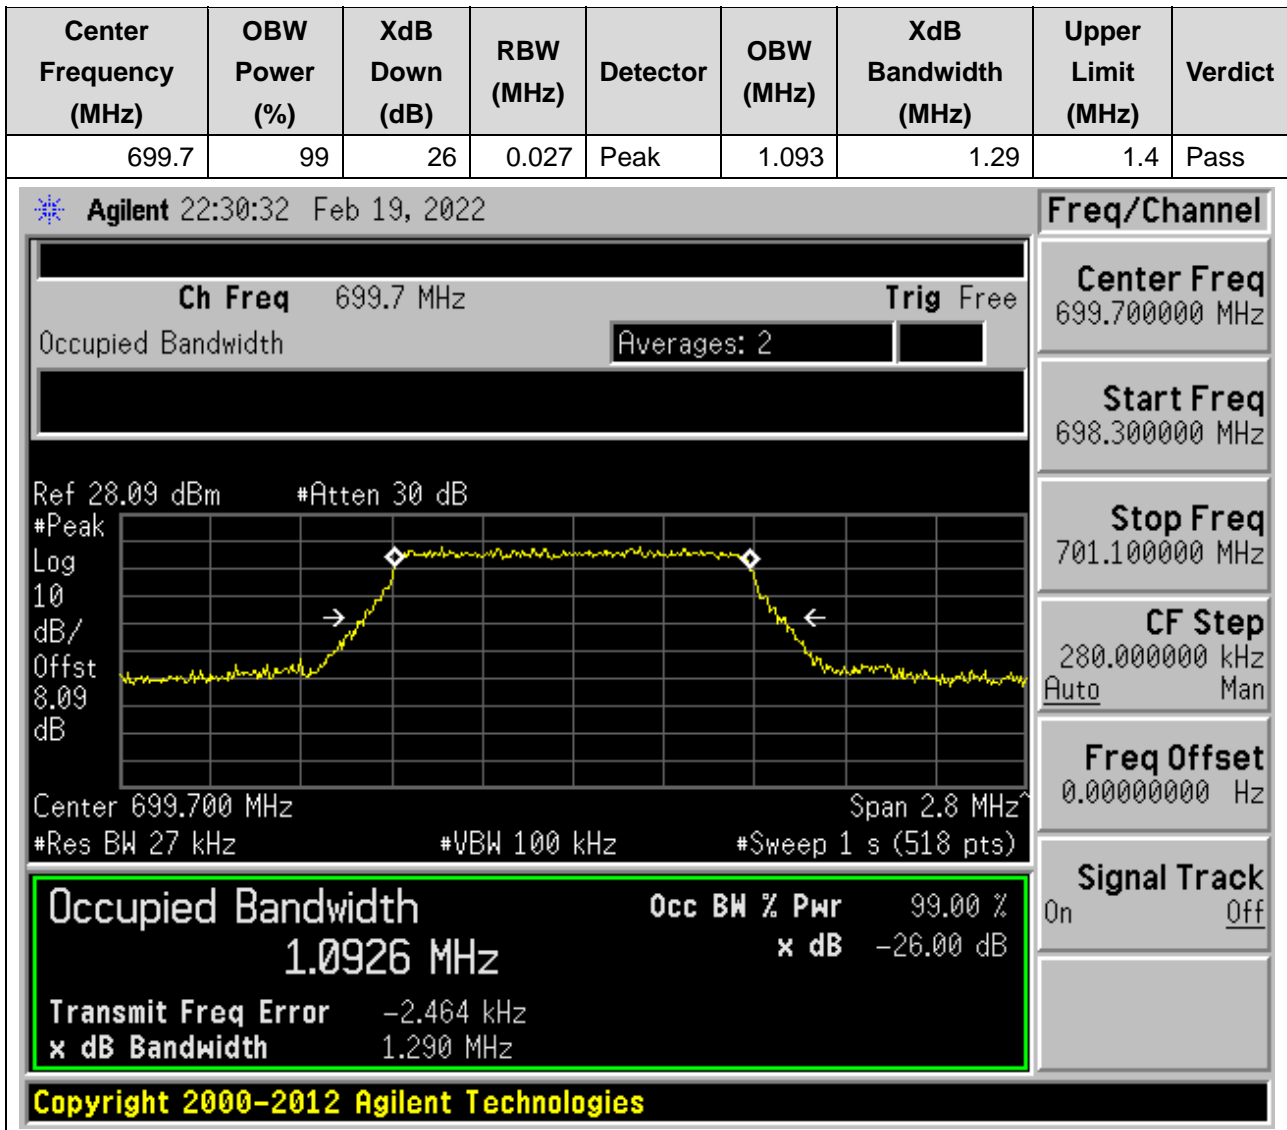 Center Frequency (MHz) OBW Power (%) XdB Down (dB) RBW (MHz) Detector OBW (MHz) XdB Bandwidth (MHz) Upper Limit (MHz) Verdict
699.7 99 26 0.027 Peak 1.093 1.29 1.4 Pass
Agilent 22:30:32 Feb 19, 2022
Freq/Channel
Ch Freq 699.7 MHz Trig Free
Occupied Bandwidth Averages: 2
Center Freq
699.700000 MHz
Start Freq
698.300000 MHz
Stop Freq
701.100000 MHz
CF Step
280.000000 kHz
Auto Man
Freq Offset
0.00000000 Hz
Signal Track
On Off
Ref 28.09 dBm #Atten 30 dB
#Peak
Log
10
dB/
Offst
8.09
dB
Center 699.700 MHz Span 2.8 MHz^
#Res BW 27 kHz #VBW 100 kHz #Sweep 1 s (518 pts)
Occupied Bandwidth
1.0926 MHz
Occ BW % Pwr 99.00 %
x dB -26.00 dB
Transmit Freq Error -2.464 kHz
x dB Bandwidth 1.290 MHz
Copyright 2000-2012 Agilent Technologies